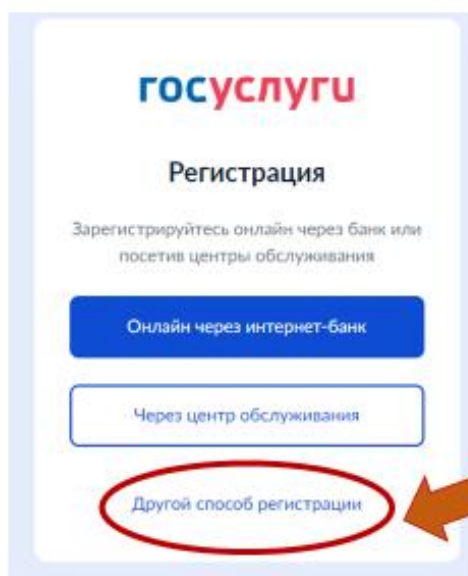 госуслуги
Регистрация
Зарегистрируйтесь онлайн через банк или
посетив центры обслуживания
Онлайн через интернет-банк
Через центр обслуживания
Другой способ регистрации